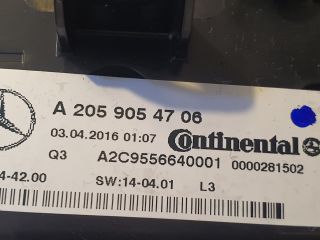 A 205 905 47 06
03.04.2016 01:07 Continental
Q3 A2C9556640001 0000281502
4-42.00 SW:14-04.01 L3